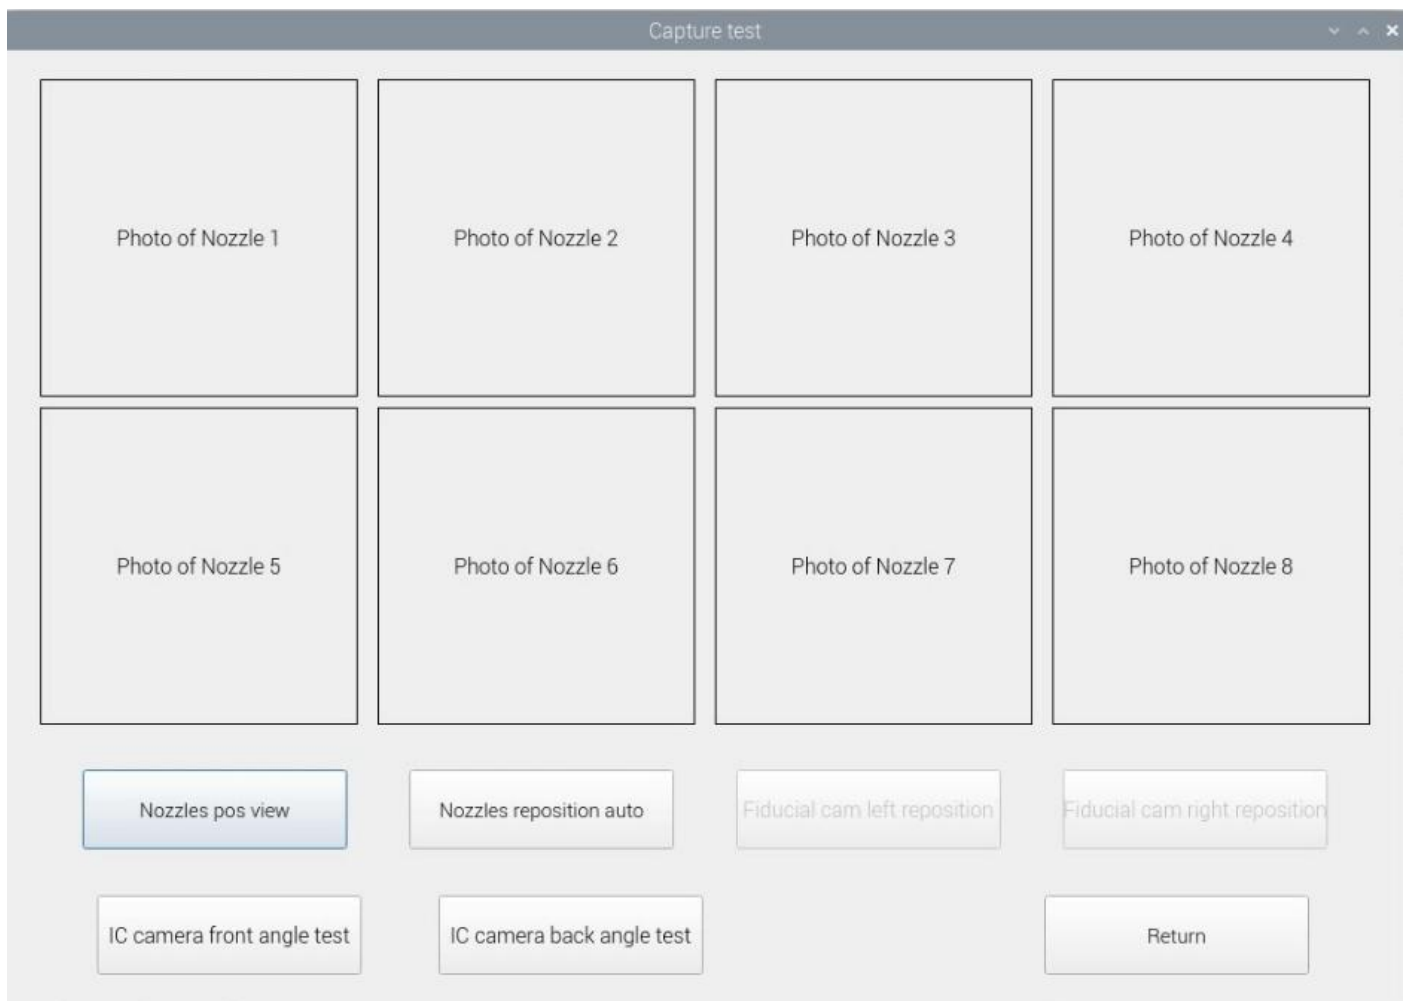 Capture test
Photo of Nozzle 1
Photo of Nozzle 2
Photo of Nozzle 3
Photo of Nozzle 4
Photo of Nozzle 5
Photo of Nozzle 6
Photo of Nozzle 7
Photo of Nozzle 8
Nozzles pos view
Nozzles reposition auto
Fiducial cam left reposition
Fiducial cam right reposition
IC camera front angle test
IC camera back angle test
Return